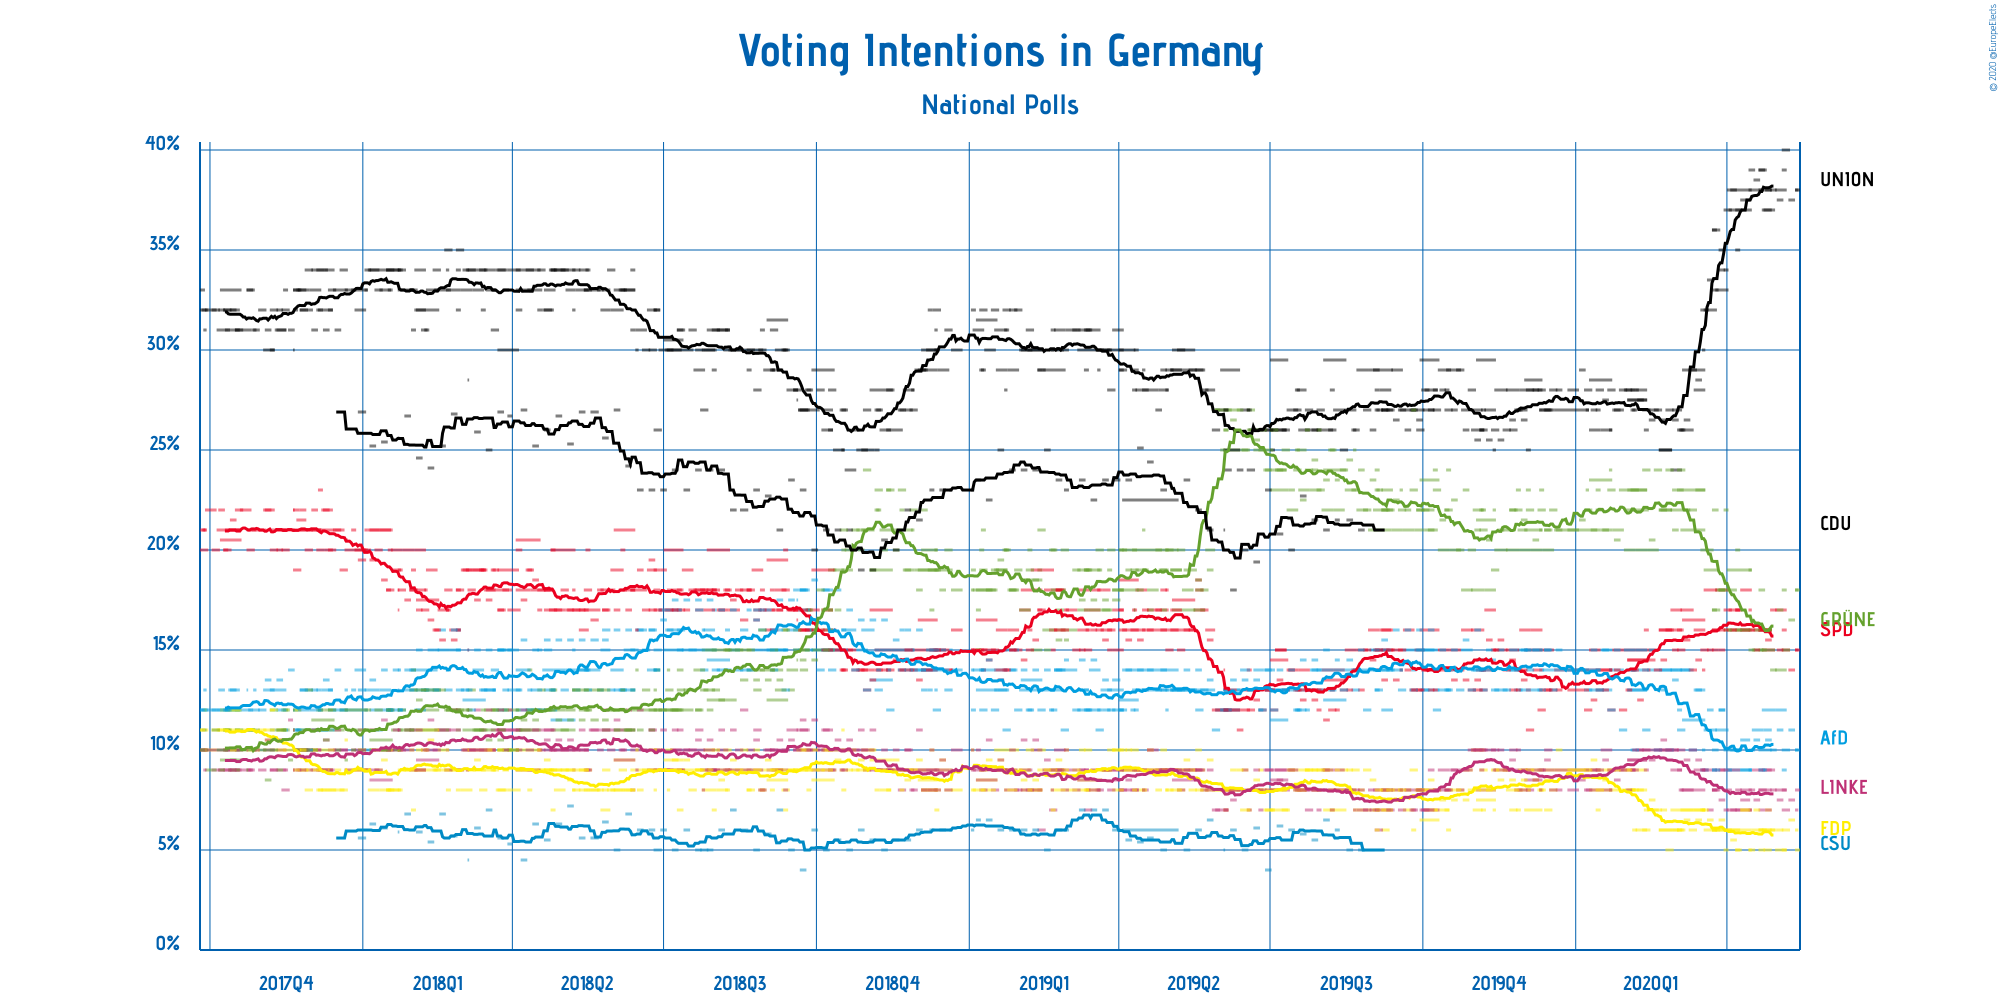 Voting Intentions in Germany
National Polls
© 2020 @EuropeElects
40%
35%
30%
25%
20%
15%
10%
5%
0%
UNION
CDU
GRÜNE
SPD
AfD
LINKE
FDP
CSU
2017Q4 2018Q1 2018Q2 2018Q3 2018Q4 2019Q1 2019Q2 2019Q3 2019Q4 2020Q1